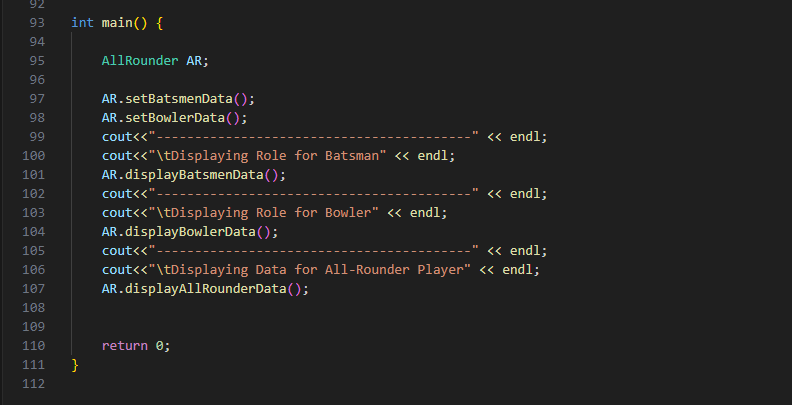 92
93 int main() {
94
95     AllRounder AR;
96
97     AR.setBatsmenData();
98     AR.setBowlerData();
99     cout<<"-----------------------------------------" << endl;
100     cout<<"\tDisplaying Role for Batsman" << endl;
101     AR.displayBatsmenData();
102     cout<<"-----------------------------------------" << endl;
103     cout<<"\tDisplaying Role for Bowler" << endl;
104     AR.displayBowlerData();
105     cout<<"-----------------------------------------" << endl;
106     cout<<"\tDisplaying Data for All-Rounder Player" << endl;
107     AR.displayAllRounderData();
108
109
110     return 0;
111 }
112